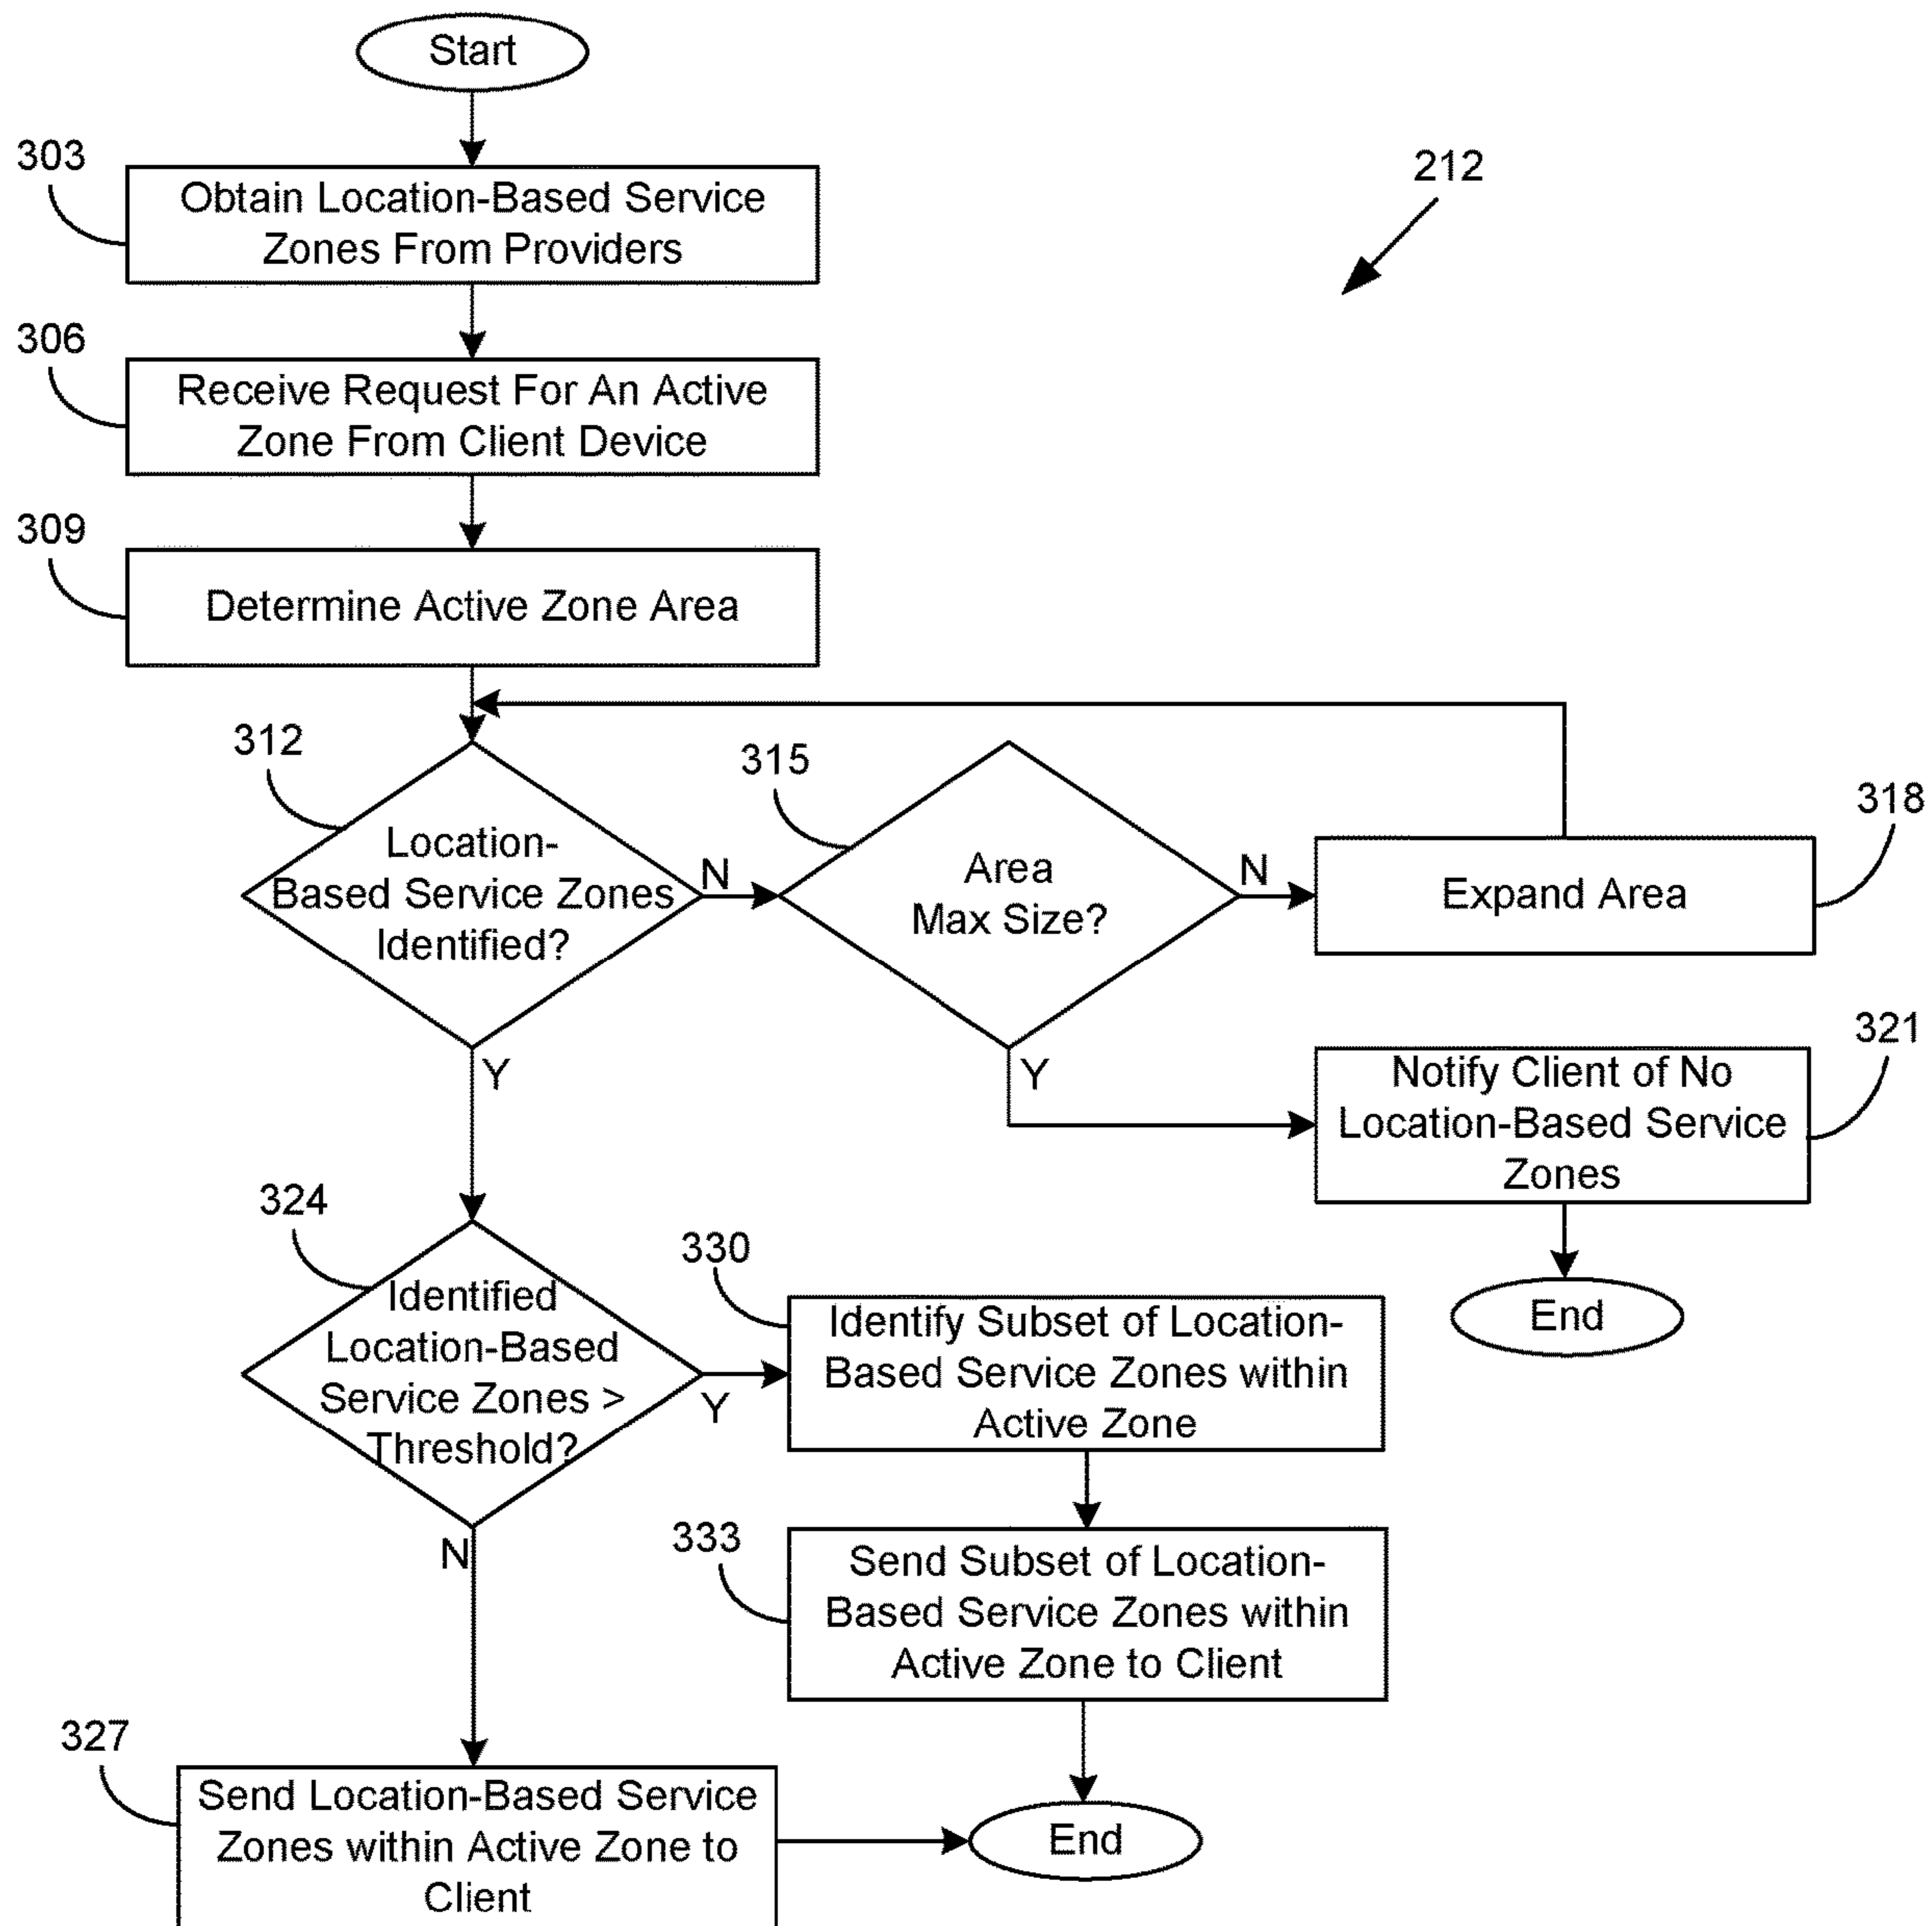 Start
303
Obtain Location-Based Service
Zones From Providers
212
306
Receive Request For An Active
Zone From Client Device
309
Determine Active Zone Area
312
Location-
Based Service Zones
Identified?
N
Y
315
Area
Max Size?
N
Y
318
Expand Area
321
Notify Client of No
Location-Based Service
Zones
End
324
Identified
Location-Based
Service Zones >
Threshold?
Y
N
330
Identify Subset of Location-
Based Service Zones within
Active Zone
333
Send Subset of Location-
Based Service Zones within
Active Zone to Client
327
Send Location-Based Service
Zones within Active Zone to
Client
End